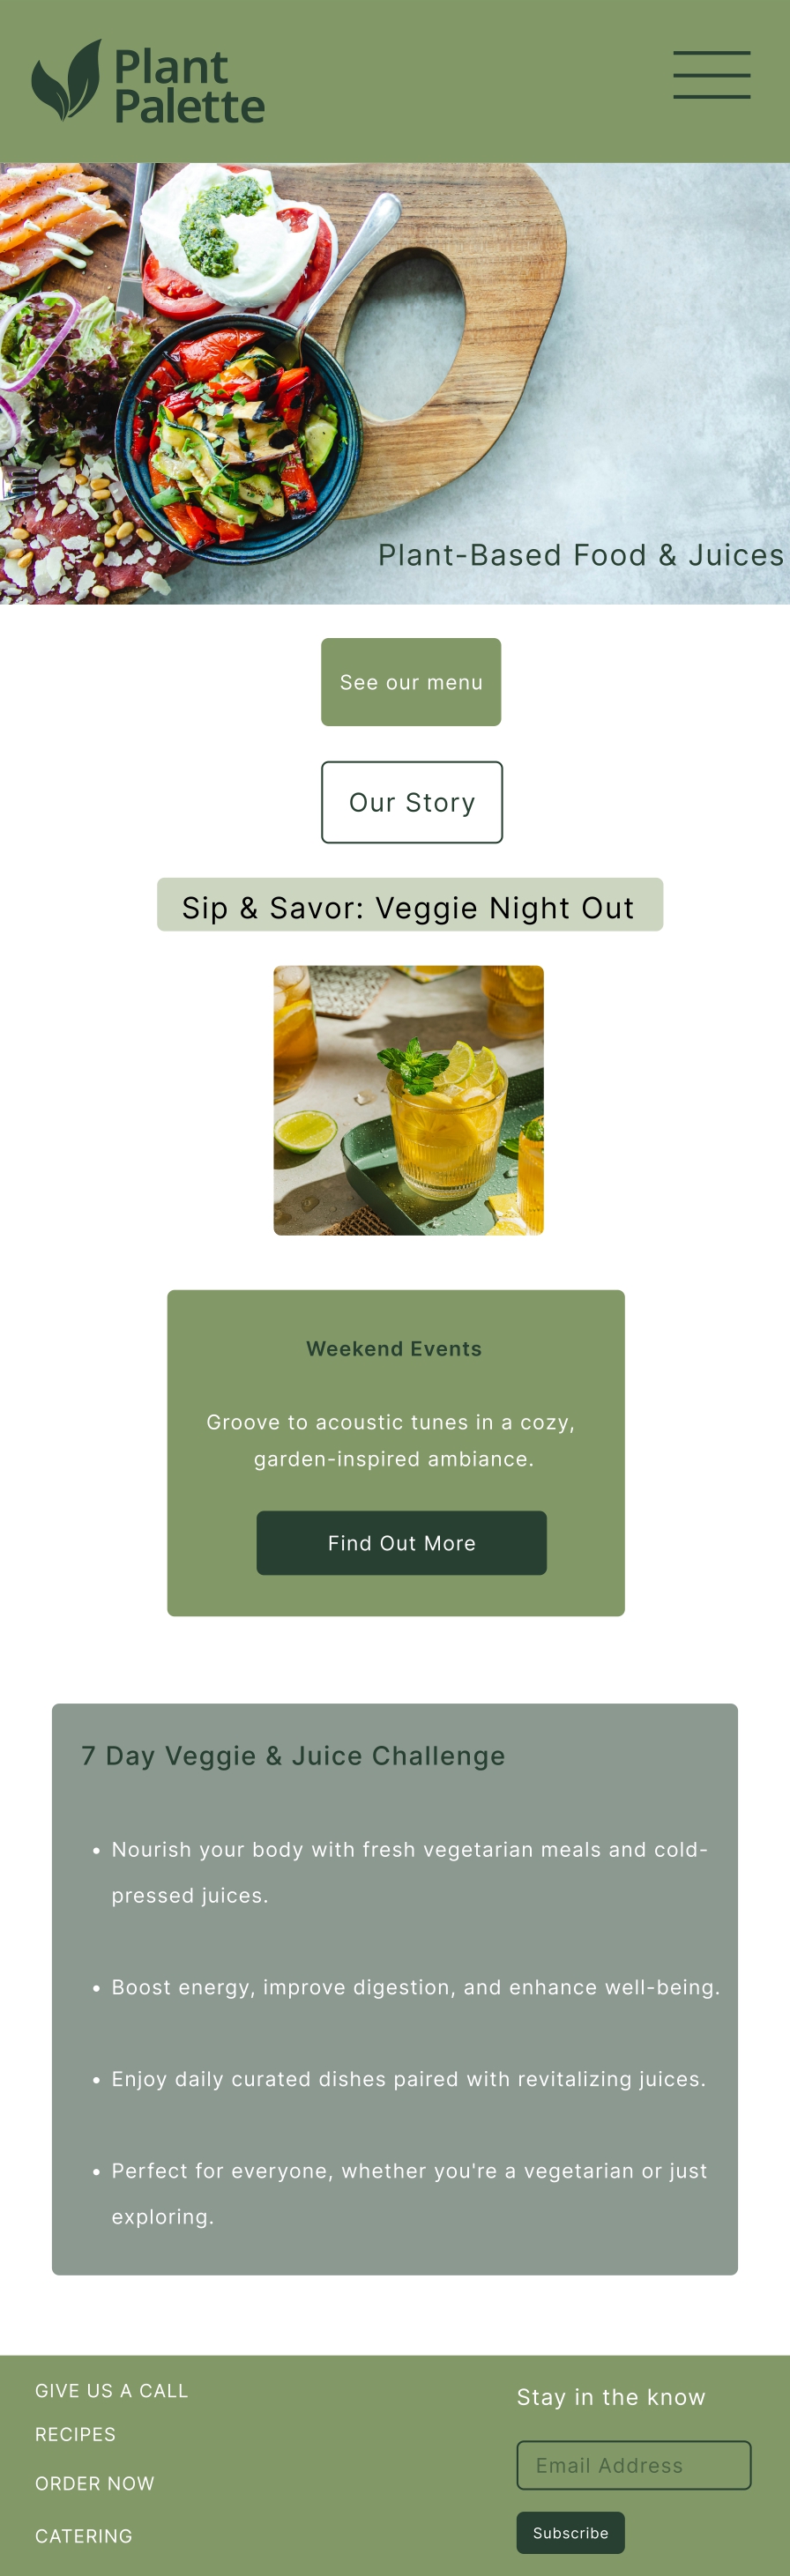 Plant
Palette
Plant-Based Food & Juices
See our menu
Our Story
Sip & Savor: Veggie Night Out
Weekend Events
Groove to acoustic tunes in a cozy,
garden-inspired ambiance.
Find Out More
7 Day Veggie & Juice Challenge
• Nourish your body with fresh vegetarian meals and cold-
pressed juices.
• Boost energy, improve digestion, and enhance well-being.
• Enjoy daily curated dishes paired with revitalizing juices.
• Perfect for everyone, whether you're a vegetarian or just
exploring.
GIVE US A CALL
RECIPES
ORDER NOW
CATERING
Stay in the know
Email Address
Subscribe